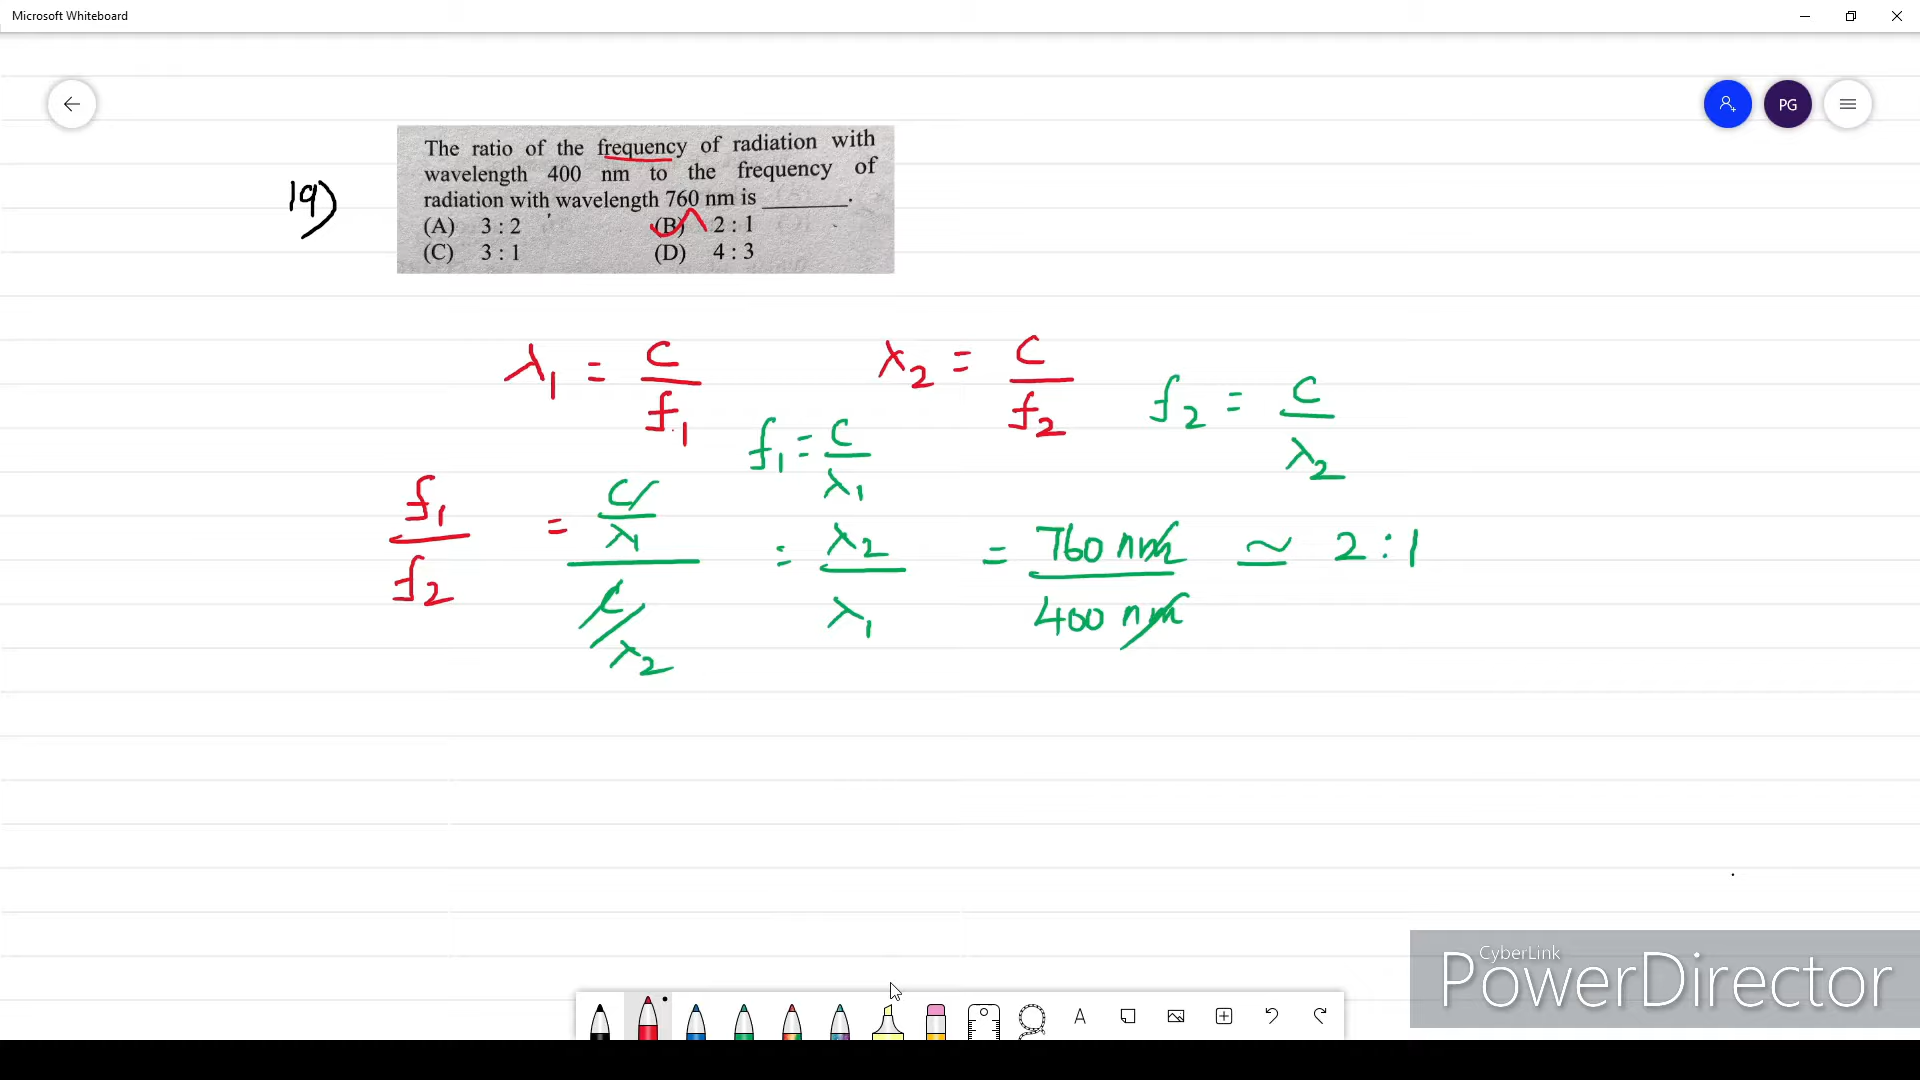 Microsoft Whiteboard
PG
19)
The ratio of the frequency of radiation with
wavelength 400 nm to the frequency of
radiation with wavelength 760 nm is ________.
(A) 3 : 2 (B) 2 : 1
(C) 3 : 1 (D) 4 : 3
λ₁ = c/f₁ λ₂ = c/f₂ f₂ = c/λ₂
f₁ = c/λ₁
f₁/f₂ = (c/λ₁)/(c/λ₂) = λ₂/λ₁ = 760 nm/400 nm ≃ 2 : 1
CyberLink
PowerDirector
A